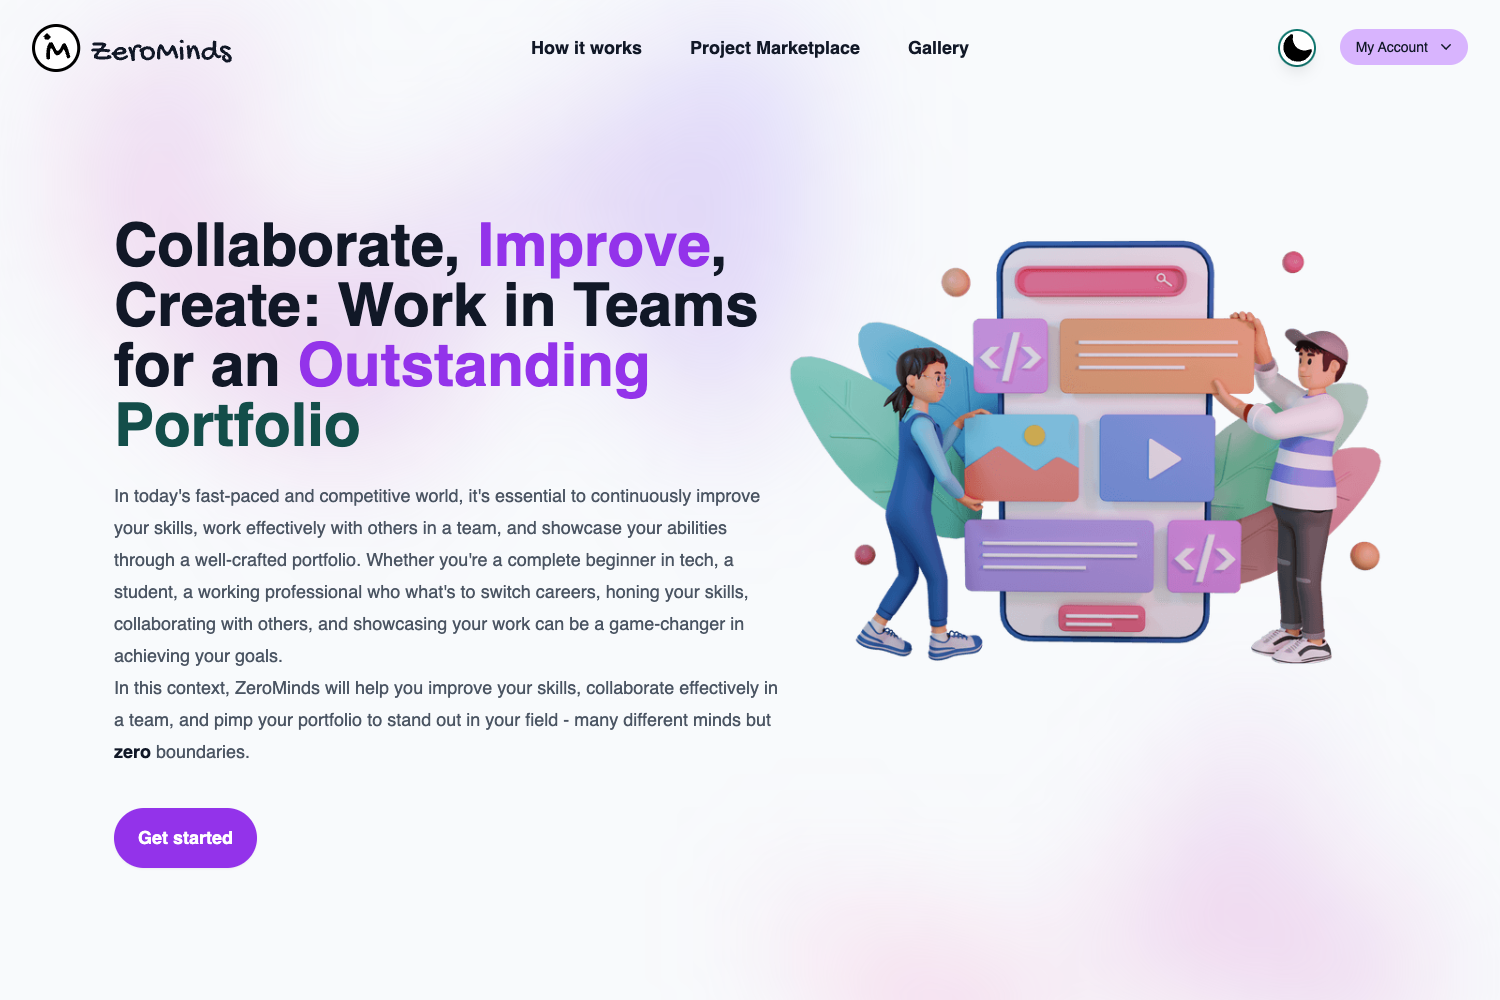 Zerominds
How it works
Project Marketplace
Gallery
My Account
Collaborate, Improve,
Create: Work in Teams
for an Outstanding
Portfolio
In today's fast-paced and competitive world, it's essential to continuously improve
your skills, work effectively with others in a team, and showcase your abilities
through a well-crafted portfolio. Whether you're a complete beginner in tech, a
student, a working professional who what's to switch careers, honing your skills,
collaborating with others, and showcasing your work can be a game-changer in
achieving your goals.
In this context, ZeroMinds will help you improve your skills, collaborate effectively in
a team, and pimp your portfolio to stand out in your field - many different minds but
zero boundaries.
Get started